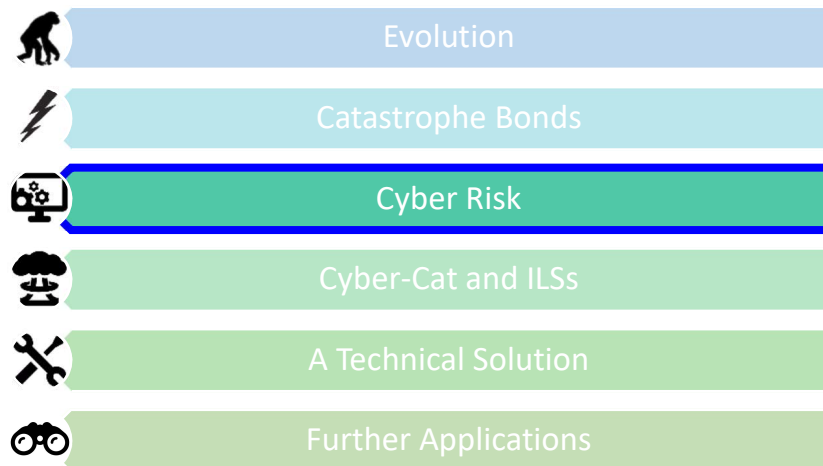 Evolution
Catastrophe Bonds
Cyber Risk
Cyber-Cat and ILSs
A Technical Solution
Further Applications